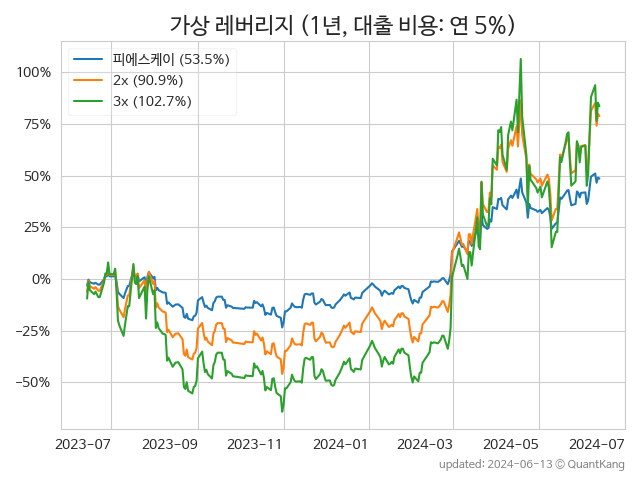 가상 레버리지 (1년, 대출 비용: 연 5%)
피에스케이 (53.5%)
2x (90.9%)
3x (102.7%)
100%
75%
50%
25%
0%
−25%
−50%
2023-07 2023-09 2023-11 2024-01 2024-03 2024-05 2024-07
updated: 2024-06-13 © QuantKang